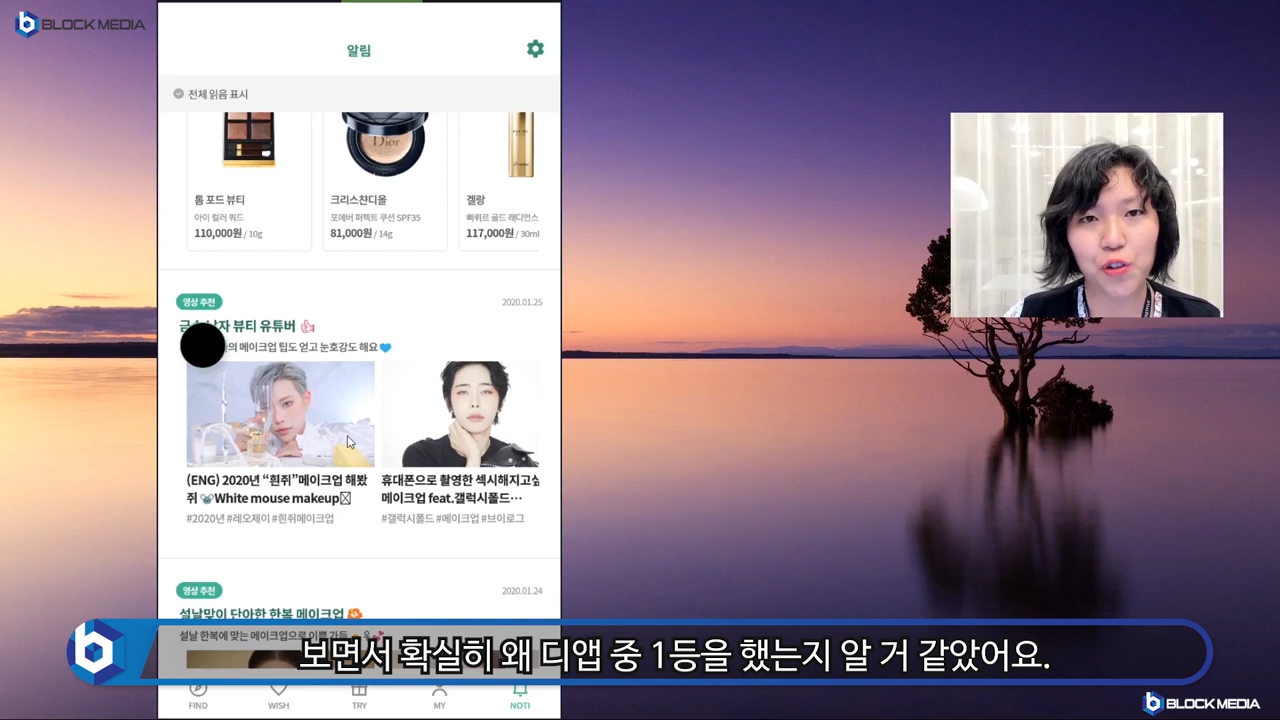 BLOCK MEDIA
알림
전체 읽음 표시
Dior
톰 포드 뷰티
아이 컬러 쿼드
110,000원 / 10g
크리스챤디올
포에버 퍼펙트 쿠션 SPF35
81,000원 / 14g
겔랑
빠뤼르 골드 래디언스
117,000원 / 30ml
영상 추천
2020.01.25
뷰티 유튜버
메이크업 팁도 얻고 눈호강도 해요💙
(ENG) 2020년 “흰쥐”메이크업 해봤
쥐 🐭White mouse makeup
#2020년 #레오제이 #흰쥐메이크업
휴대폰으로 촬영한 섹시해지고싶
메이크업 feat.갤럭시폴드…
#갤럭시폴드 #메이크업 #브이로그
영상 추천
2020.01.24
설날맞이 단아한 한복 메이크업
설날 한복에 맞는 메이크업으로 이쁨 가득
보면서 확실히 왜 디앱 중 1등을 했는지 알 거 같았어요.
FIND
WISH
TRY
MY
NOTI
BLOCK MEDIA